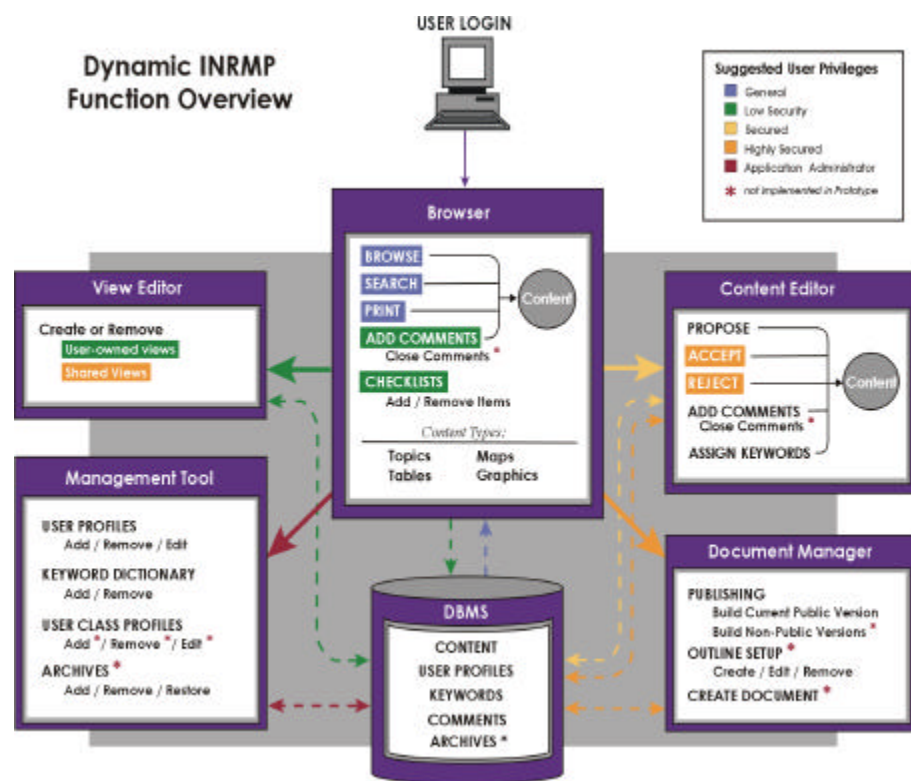 USER LOGIN
Dynamic INRMP
Function Overview
Suggested User Privileges
General
Low Security
Secured
Highly Secured
Application Administrator
* not implemented in Prototype
Browser
BROWSE
SEARCH
PRINT
ADD COMMENTS
Close Comments *
Content
CHECKLISTS
Add / Remove Items
Content Types:
Topics Maps
Tables Graphics
View Editor
Create or Remove
User-owned views
Shared Views
Content Editor
PROPOSE
ACCEPT
REJECT
ADD COMMENTS
Close Comments *
ASSIGN KEYWORDS
Content
Management Tool
USER PROFILES
Add / Remove / Edit
KEYWORD DICTIONARY
Add / Remove
USER CLASS PROFILES
Add * / Remove * / Edit *
ARCHIVES *
Add / Remove / Restore
DBMS
CONTENT
USER PROFILES
KEYWORDS
COMMENTS
ARCHIVES *
Document Manager
PUBLISHING
Build Current Public Version
Build Non-Public Versions *
OUTLINE SETUP *
Create / Edit / Remove
CREATE DOCUMENT *